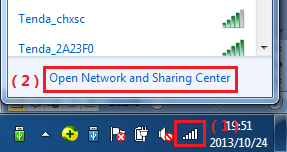 Tenda_chxsc
Tenda_2A23F0
(2) Open Network and Sharing Center
(1) 19:51
2013/10/24